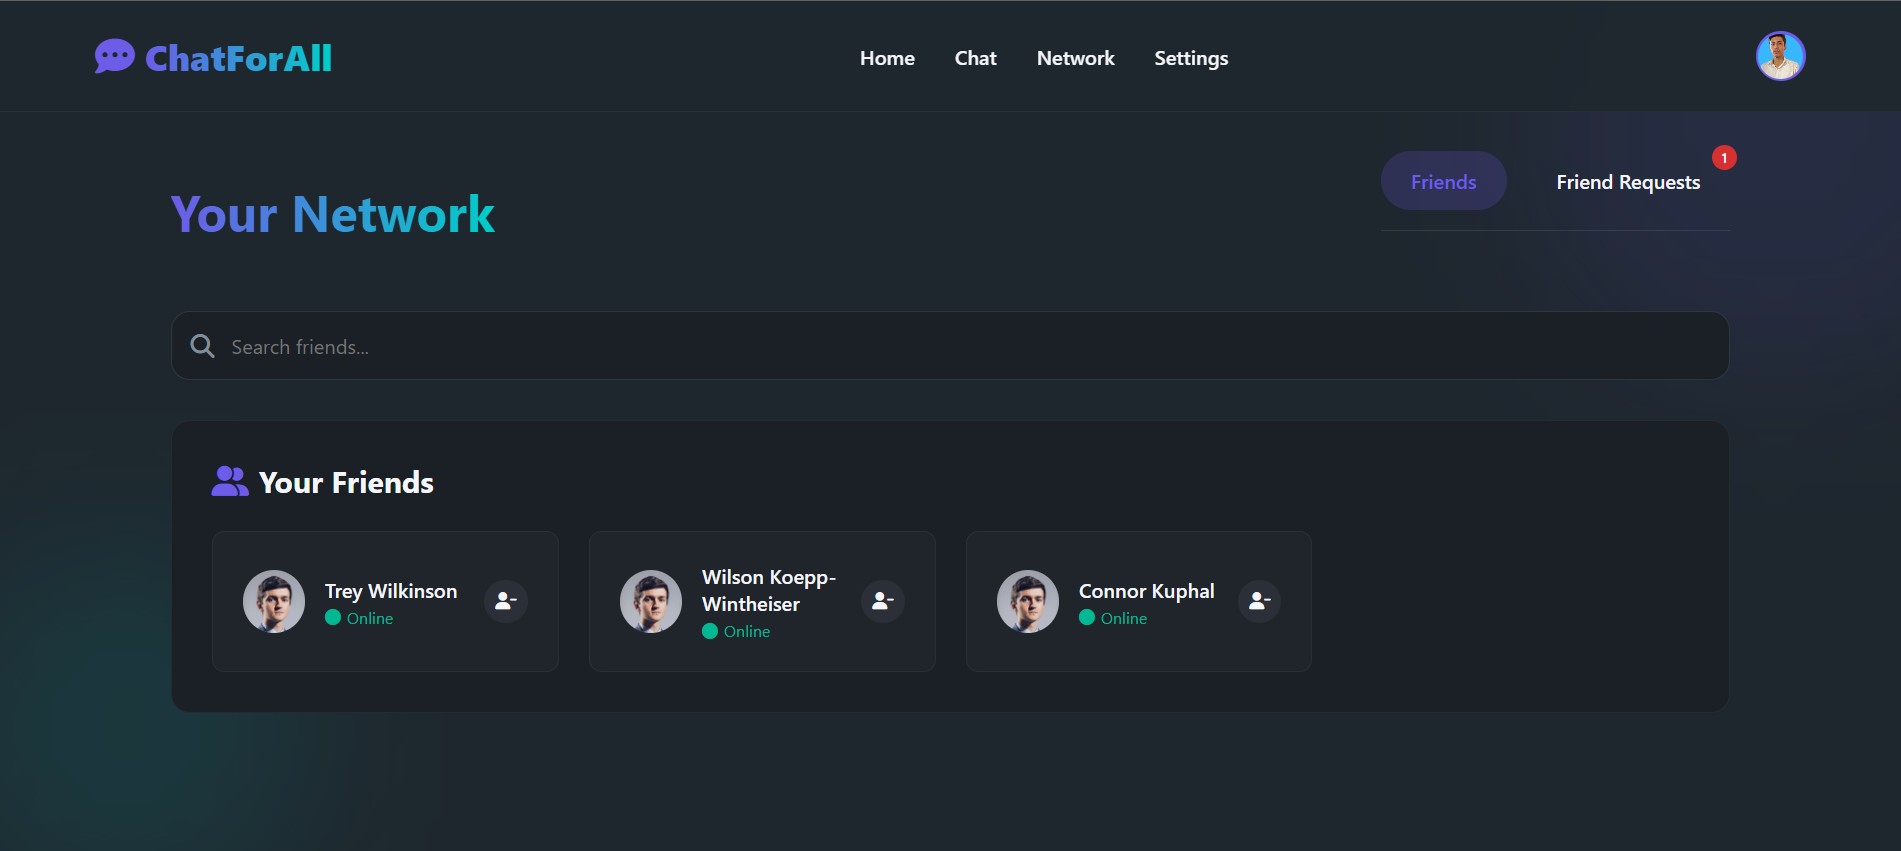 ChatForAll
Home
Chat
Network
Settings
Your Network
Friends
Friend Requests
1
Search friends...
Your Friends
Trey Wilkinson
Online
Wilson Koepp-
Wintheiser
Online
Connor Kuphal
Online